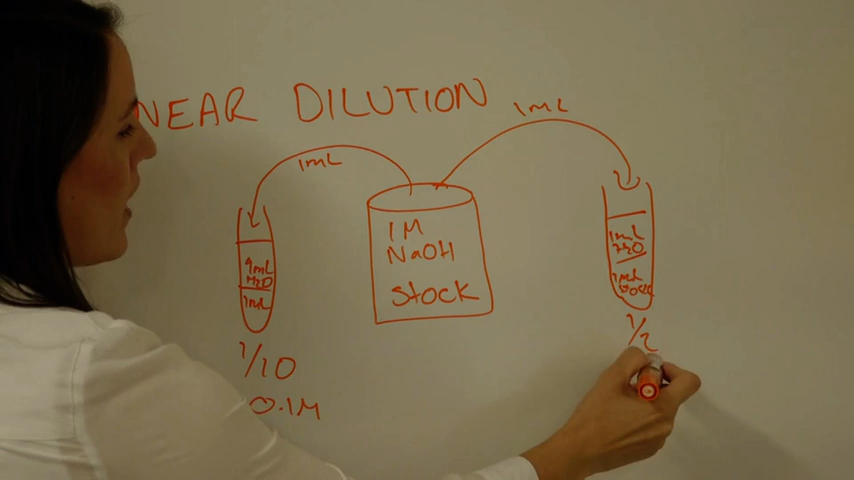 NEAR DILUTION
1mL
1mL
1M
NaOH
Stock
9mL
H2O
1mL
1mL
H2O
1mL
stock
1/10
0.1M
1/2